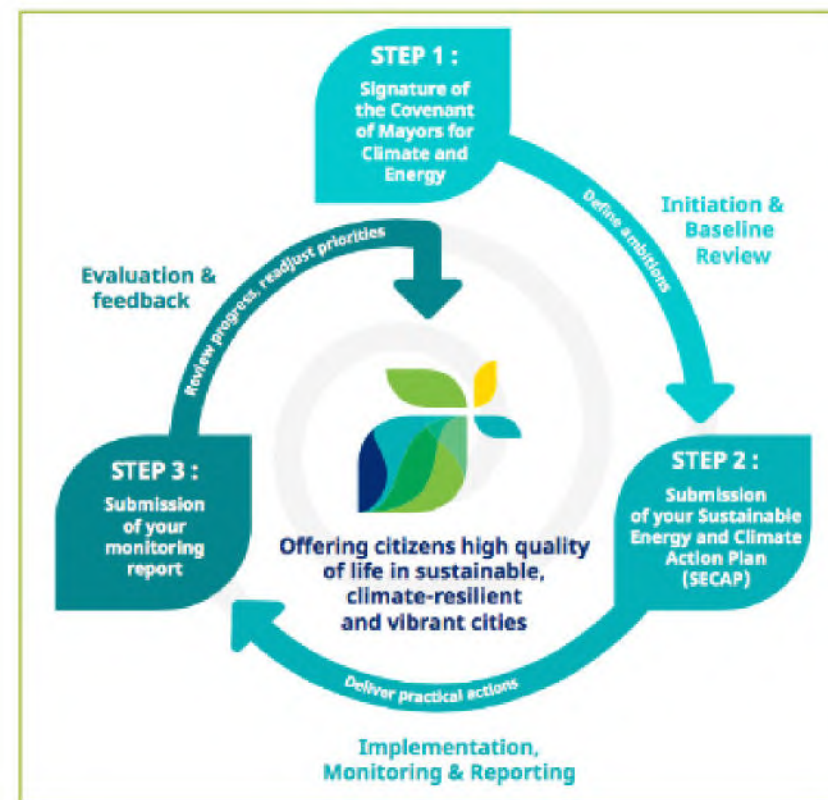 STEP 1 :
Signature of
the Covenant
of Mayors for
Climate and
Energy
Define ambitions
Initiation &
Baseline
Review
STEP 2 :
Submission
of your Sustainable
Energy and Climate
Action Plan
(SECAP)
Deliver practical actions
Implementation,
Monitoring & Reporting
STEP 3 :
Submission
of your
monitoring
report
Review progress, readjust priorities
Evaluation &
feedback
Offering citizens high quality
of life in sustainable,
climate-resilient
and vibrant cities